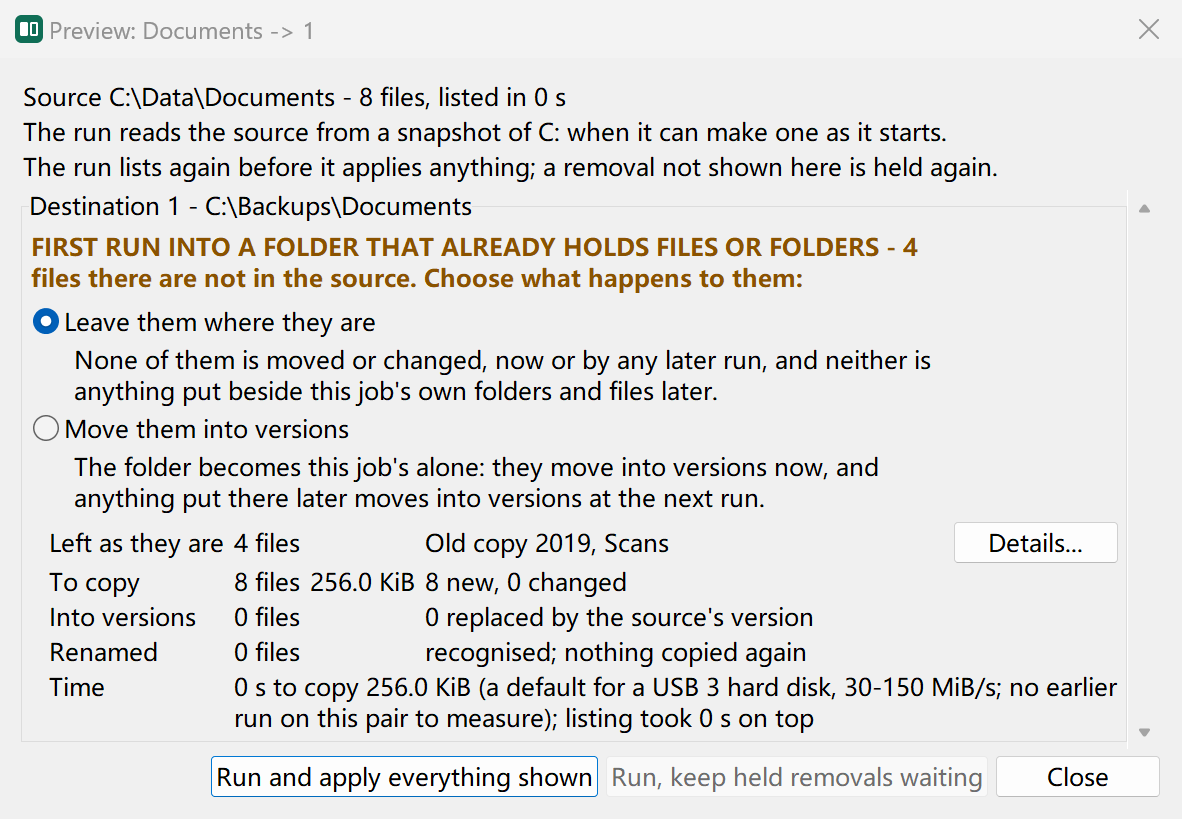 Preview: Documents -> 1
Source C:\Data\Documents - 8 files, listed in 0 s
The run reads the source from a snapshot of C: when it can make one as it starts.
The run lists again before it applies anything; a removal not shown here is held again.
Destination 1 - C:\Backups\Documents
FIRST RUN INTO A FOLDER THAT ALREADY HOLDS FILES OR FOLDERS - 4
files there are not in the source. Choose what happens to them:
Leave them where they are
None of them is moved or changed, now or by any later run, and neither is
anything put beside this job's own folders and files later.
Move them into versions
The folder becomes this job's alone: they move into versions now, and
anything put there later moves into versions at the next run.
Left as they are 4 files Old copy 2019, Scans Details...
To copy 8 files 256.0 KiB 8 new, 0 changed
Into versions 0 files 0 replaced by the source's version
Renamed 0 files recognised; nothing copied again
Time 0 s to copy 256.0 KiB (a default for a USB 3 hard disk, 30-150 MiB/s; no earlier
run on this pair to measure); listing took 0 s on top
Run and apply everything shown Run, keep held removals waiting Close